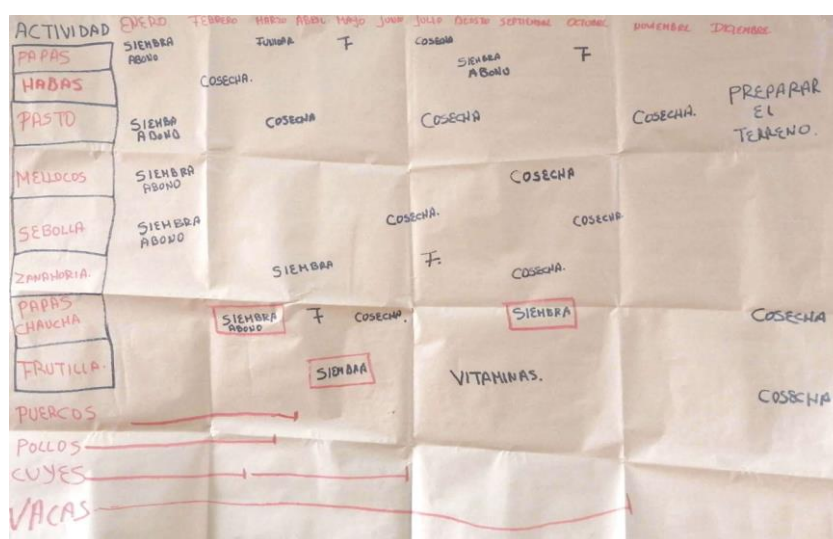 ACTIVIDAD ENERO FEBRERO MARZO ABRIL MAYO JUNIO JULIO AGOSTO SEPTIEMBRE OCTUBRE NOVIEMBRE DICIEMBRE
PAPAS SIEMBRA F COSECHA F
ABONO SIEMBRA
ABONO
HABAS COSECHA.
PASTO SIEMBRA COSECHA COSECHA COSECHA. PREPARAR
ABONO EL
TERRENO.
MELLOCOS SIEMBRA COSECHA
ABONO
SEBOLLA SIEMBRA COSECHA. COSECHA.
ABONO
ZANAHORIA. SIEMBRA F. COSECHA.
PAPAS SIEMBRA F COSECHA. SIEMBRA COSECHA
CHAUCHA ABONO
FRUTILLA. SIEMBRA VITAMINAS. COSECHA
PUERCOS
POLLOS
CUYES
VACAS